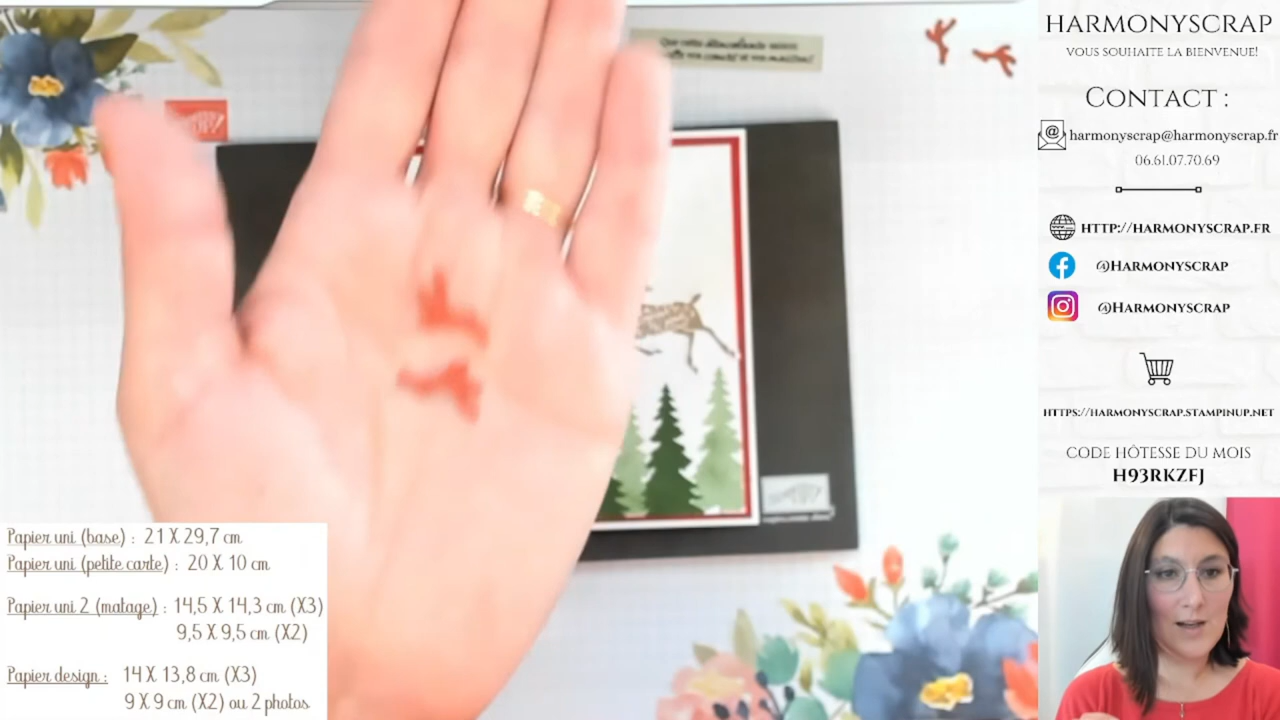 HARMONYSCRAP
VOUS SOUHAITE LA BIENVENUE!
CONTACT :
harmonyscrap@harmonyscrap.fr
06.61.07.70.69
HTTP://HARMONYSCRAP.FR
@HARMONYSCRAP
@HARMONYSCRAP
HTTPS://HARMONYSCRAP.STAMPINUP.NET
CODE HÔTESSE DU MOIS
H93RKZFJ
Papier uni (base) : 21 X 29,7 cm
Papier uni (petite carte) : 20 X 10 cm
Papier uni 2 (matage) : 14,5 X 14,3 cm (X3)
9,5 X 9,5 cm (X2)
Papier design : 14 X 13,8 cm (X3)
9 X 9 cm (X2) ou 2 photos